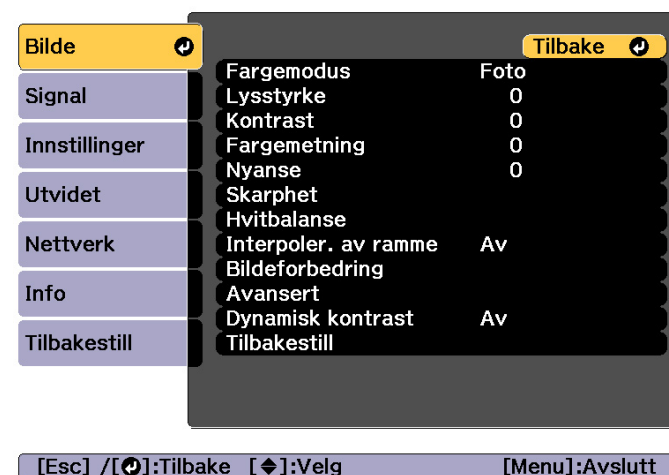 Bilde
Signal
Innstillinger
Utvidet
Nettverk
Info
Tilbakestill
Tilbake
Fargemodus Foto
Lysstyrke 0
Kontrast 0
Fargemetning 0
Nyanse 0
Skarphet
Hvitbalanse
Interpoler. av ramme Av
Bildeforbedring
Avansert
Dynamisk kontrast Av
Tilbakestill
[Esc] /[↵]:Tilbake [◆]:Velg [Menu]:Avslutt